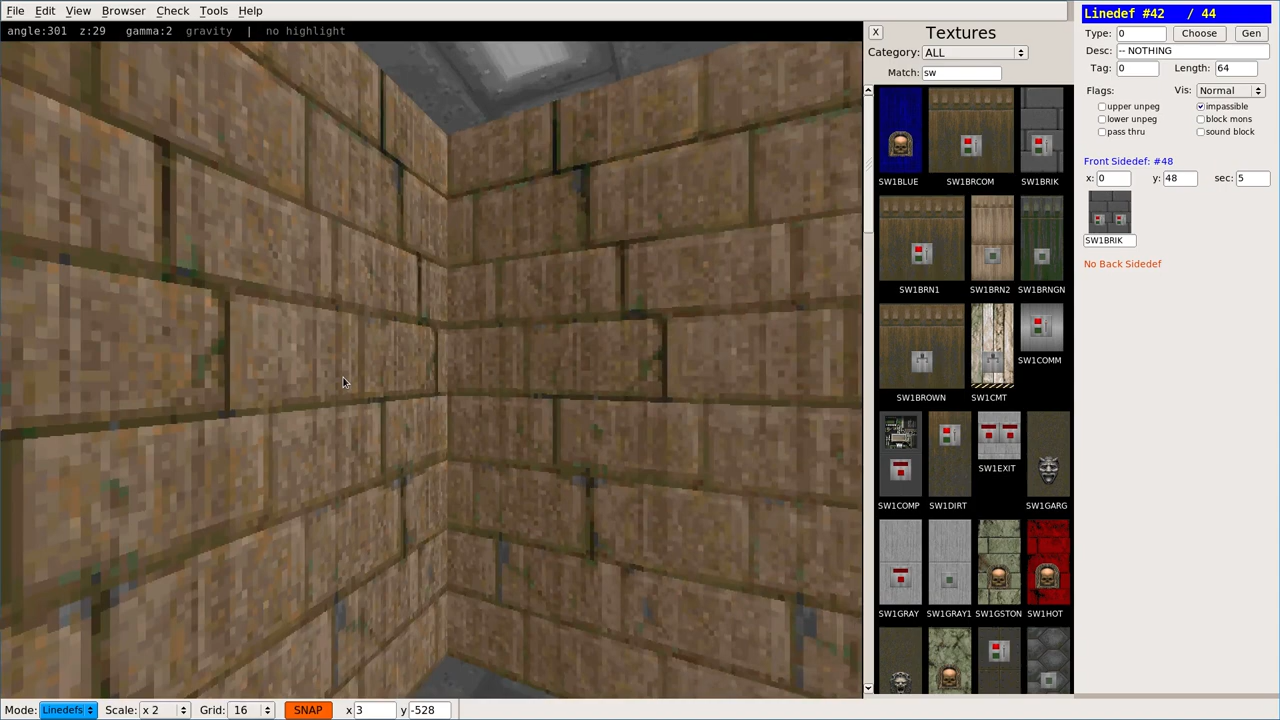 File Edit View Browser Check Tools Help
angle:301 z:29 gamma:2 gravity | no highlight
X Textures
Category: ALL
Match: sw
SW1BLUE SW1BRCOM SW1BRIK
SW1BRN1 SW1BRN2 SW1BRNGN
SW1BROWN SW1CMT SW1COMM
SW1COMP SW1DIRT SW1EXIT SW1GARG
SW1GRAY SW1GRAY1 SW1GSTON SW1HOT
Linedef #42 / 44
Type: 0 Choose Gen
Desc: -- NOTHING
Tag: 0 Length: 64
Flags: Vis: Normal
upper unpeg impassible
lower unpeg block mons
pass thru sound block
Front Sidedef: #48
x: 0 y: 48 sec: 5
SW1BRIK
No Back Sidedef
Mode: Linedefs Scale: x 2 Grid: 16 SNAP x 3 y -528